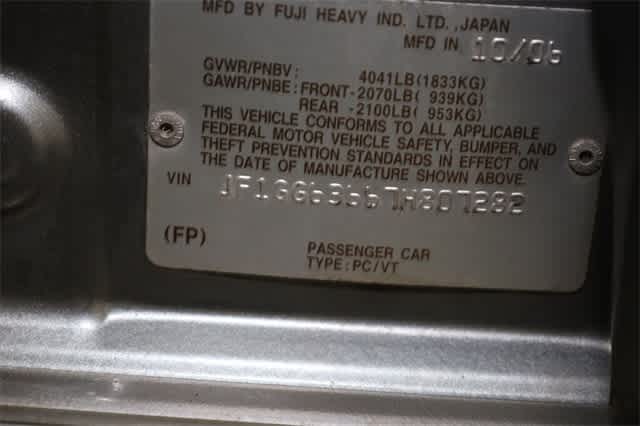 MFD BY FUJI HEAVY IND. LTD., JAPAN
MFD IN 10/06
GVWR/PNBV: 4041LB(1833KG)
GAWR/PNBE: FRONT-2070LB( 939KG)
REAR -2100LB( 953KG)
THIS VEHICLE CONFORMS TO ALL APPLICABLE
FEDERAL MOTOR VEHICLE SAFETY, BUMPER, AND
THEFT PREVENTION STANDARDS IN EFFECT ON
THE DATE OF MANUFACTURE SHOWN ABOVE.
VIN JF1GG63667H807282
(FP)
PASSENGER CAR
TYPE: PC/VT